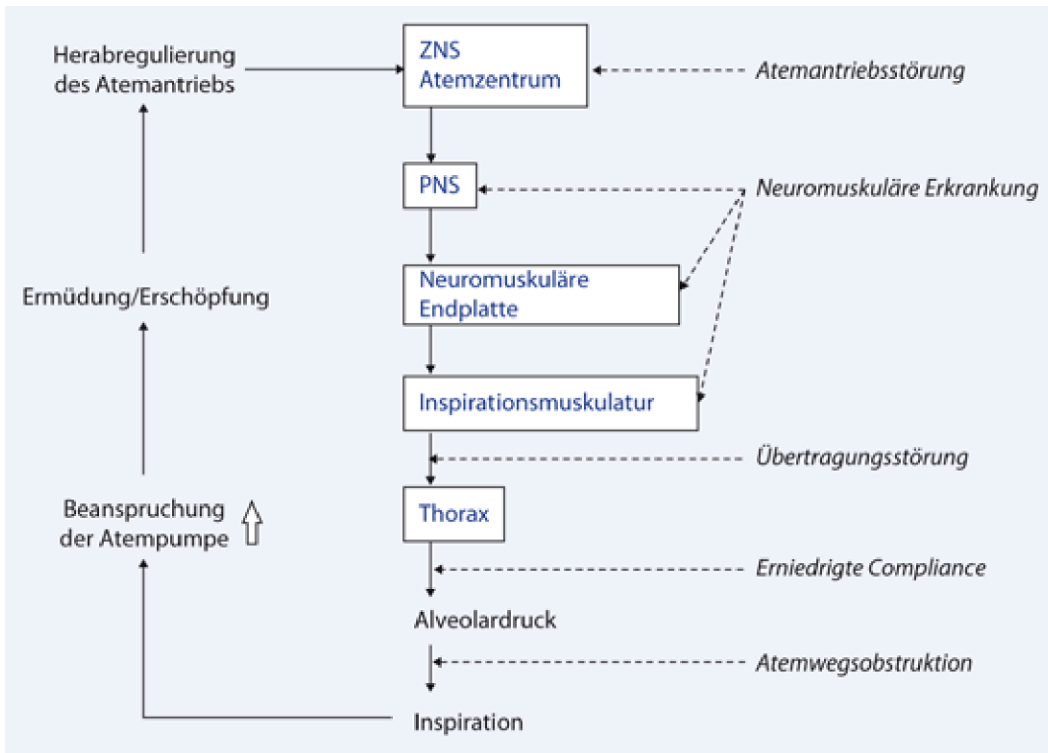 Herabregulierung
des Atemantriebs
ZNS
Atemzentrum
Atemantriebsstörung
PNS
Neuromuskuläre Erkrankung
Ermüdung/Erschöpfung
Neuromuskuläre
Endplatte
Inspirationsmuskulatur
Übertragungsstörung
Beanspruchung
der Atempumpe
Thorax
Erniedrigte Compliance
Alveolardruck
Atemwegsobstruktion
Inspiration